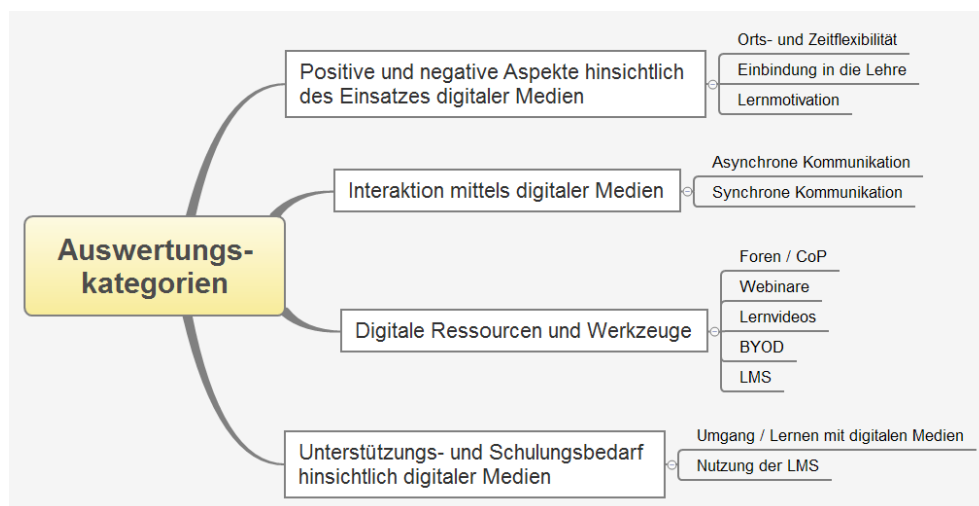 Auswertungs-
kategorien
Positive und negative Aspekte hinsichtlich
des Einsatzes digitaler Medien
Orts- und Zeitflexibilität
Einbindung in die Lehre
Lernmotivation
Interaktion mittels digitaler Medien
Asynchrone Kommunikation
Synchrone Kommunikation
Digitale Ressourcen und Werkzeuge
Foren / CoP
Webinare
Lernvideos
BYOD
LMS
Unterstützungs- und Schulungsbedarf
hinsichtlich digitaler Medien
Umgang / Lernen mit digitalen Medien
Nutzung der LMS